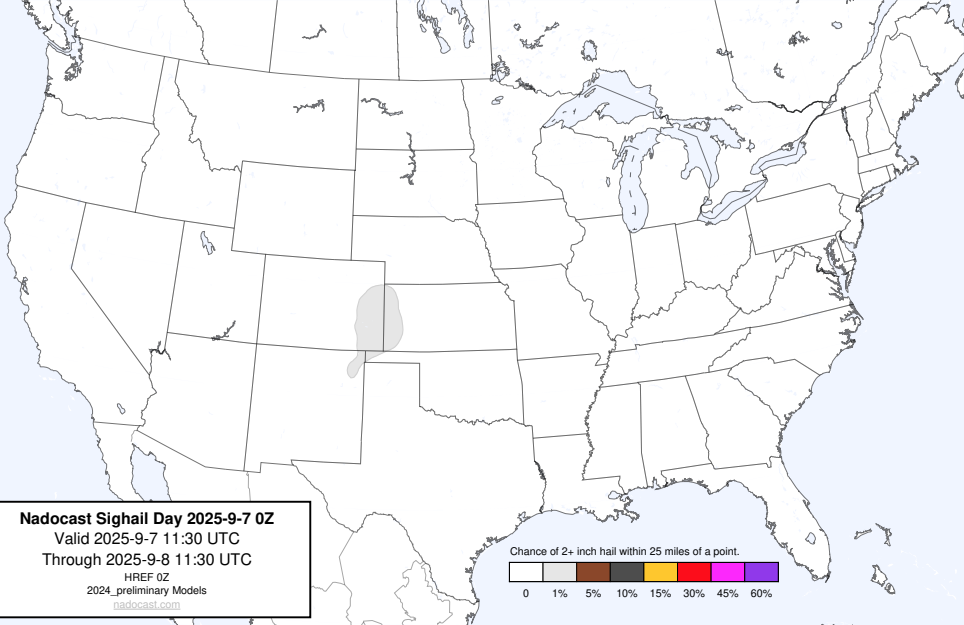 Nadocast Sighail Day 2025-9-7 0Z
Valid 2025-9-7 11:30 UTC
Through 2025-9-8 11:30 UTC
HREF 0Z
2024_preliminary Models
nadocast.com
Chance of 2+ inch hail within 25 miles of a point.
0 1% 5% 10% 15% 30% 45% 60%